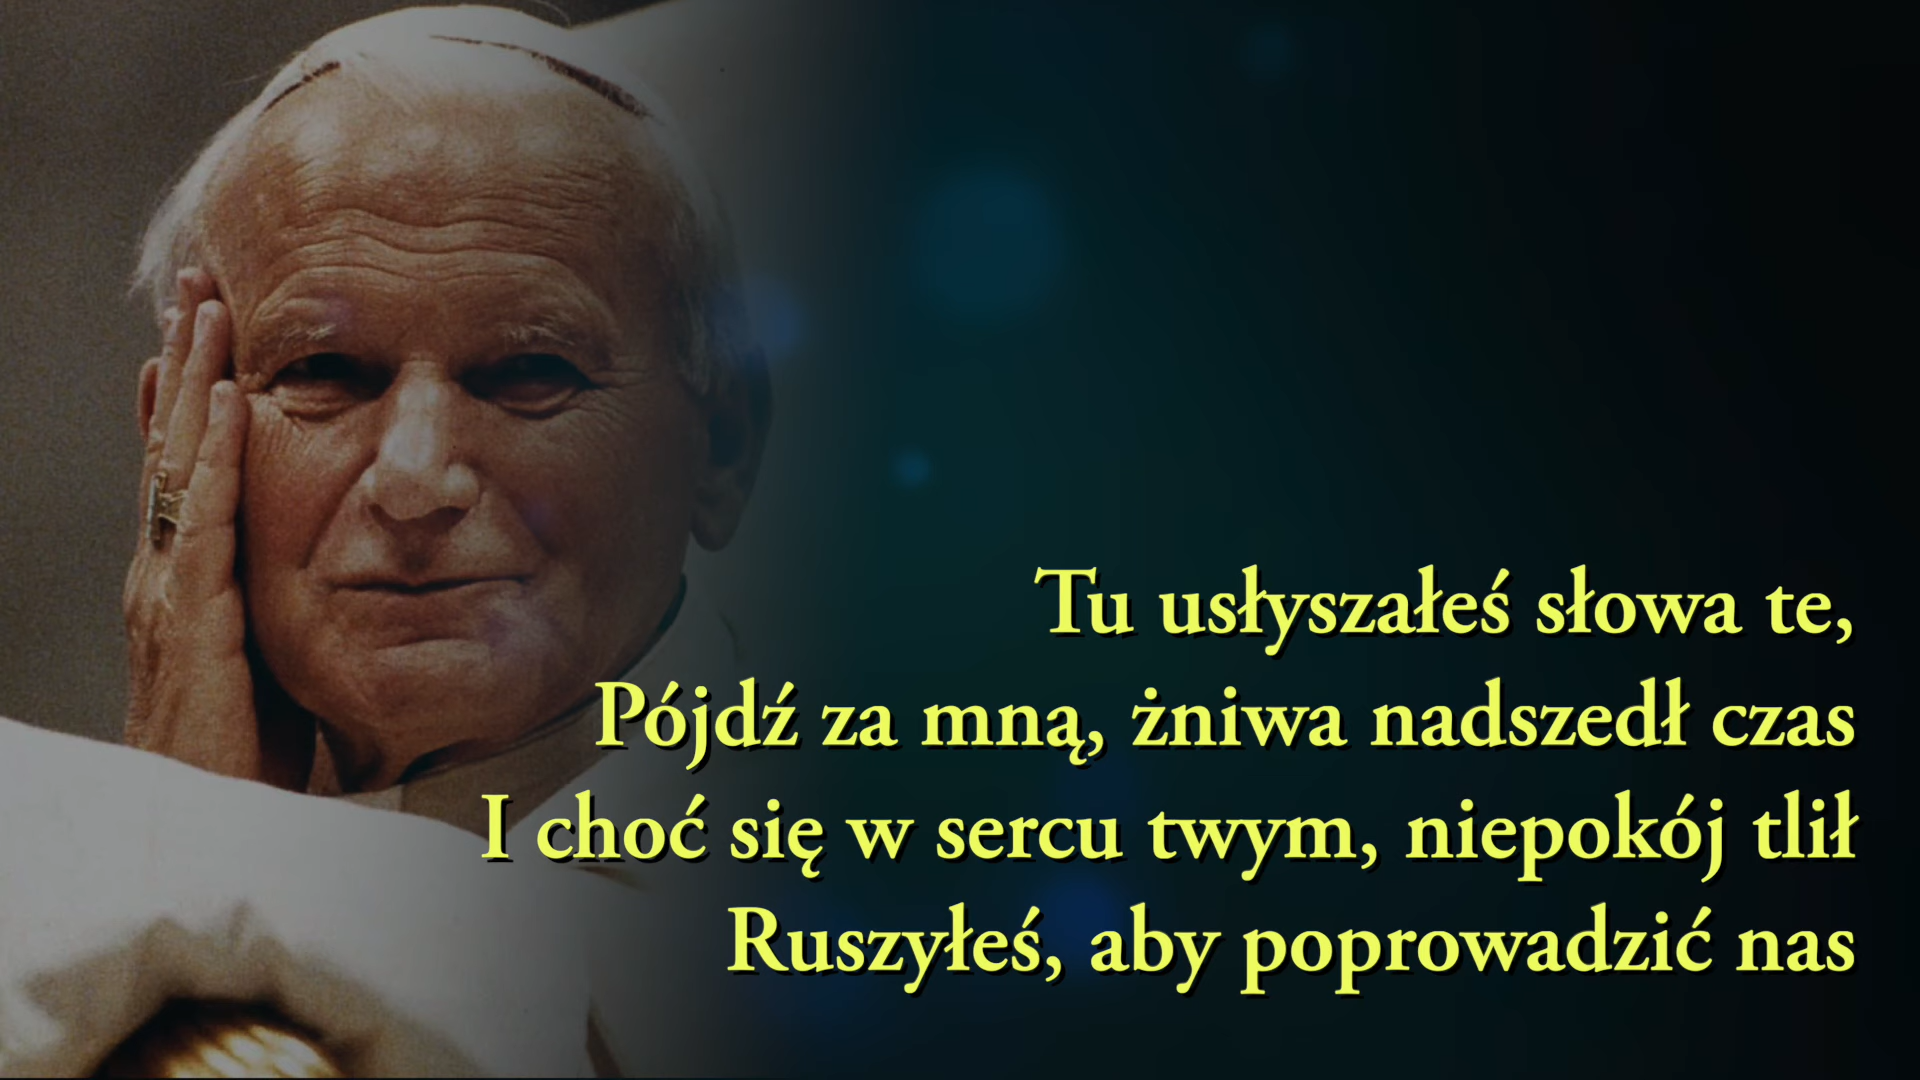 Tu usłyszałeś słowa te,
Pójdź za mną, żniwa nadszedł czas
I choć się w sercu twym, niepokój tlił
Ruszyłeś, aby poprowadzić nas